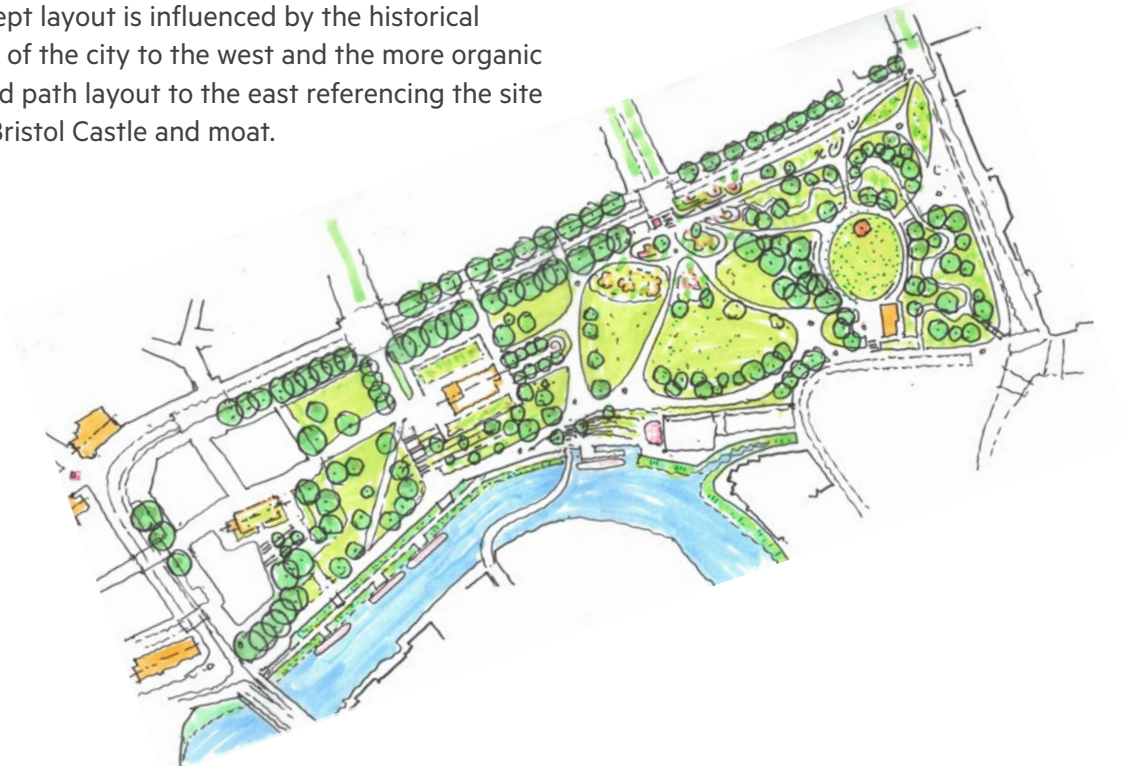 ept layout is influenced by the historical
of the city to the west and the more organic
d path layout to the east referencing the site
Bristol Castle and moat.